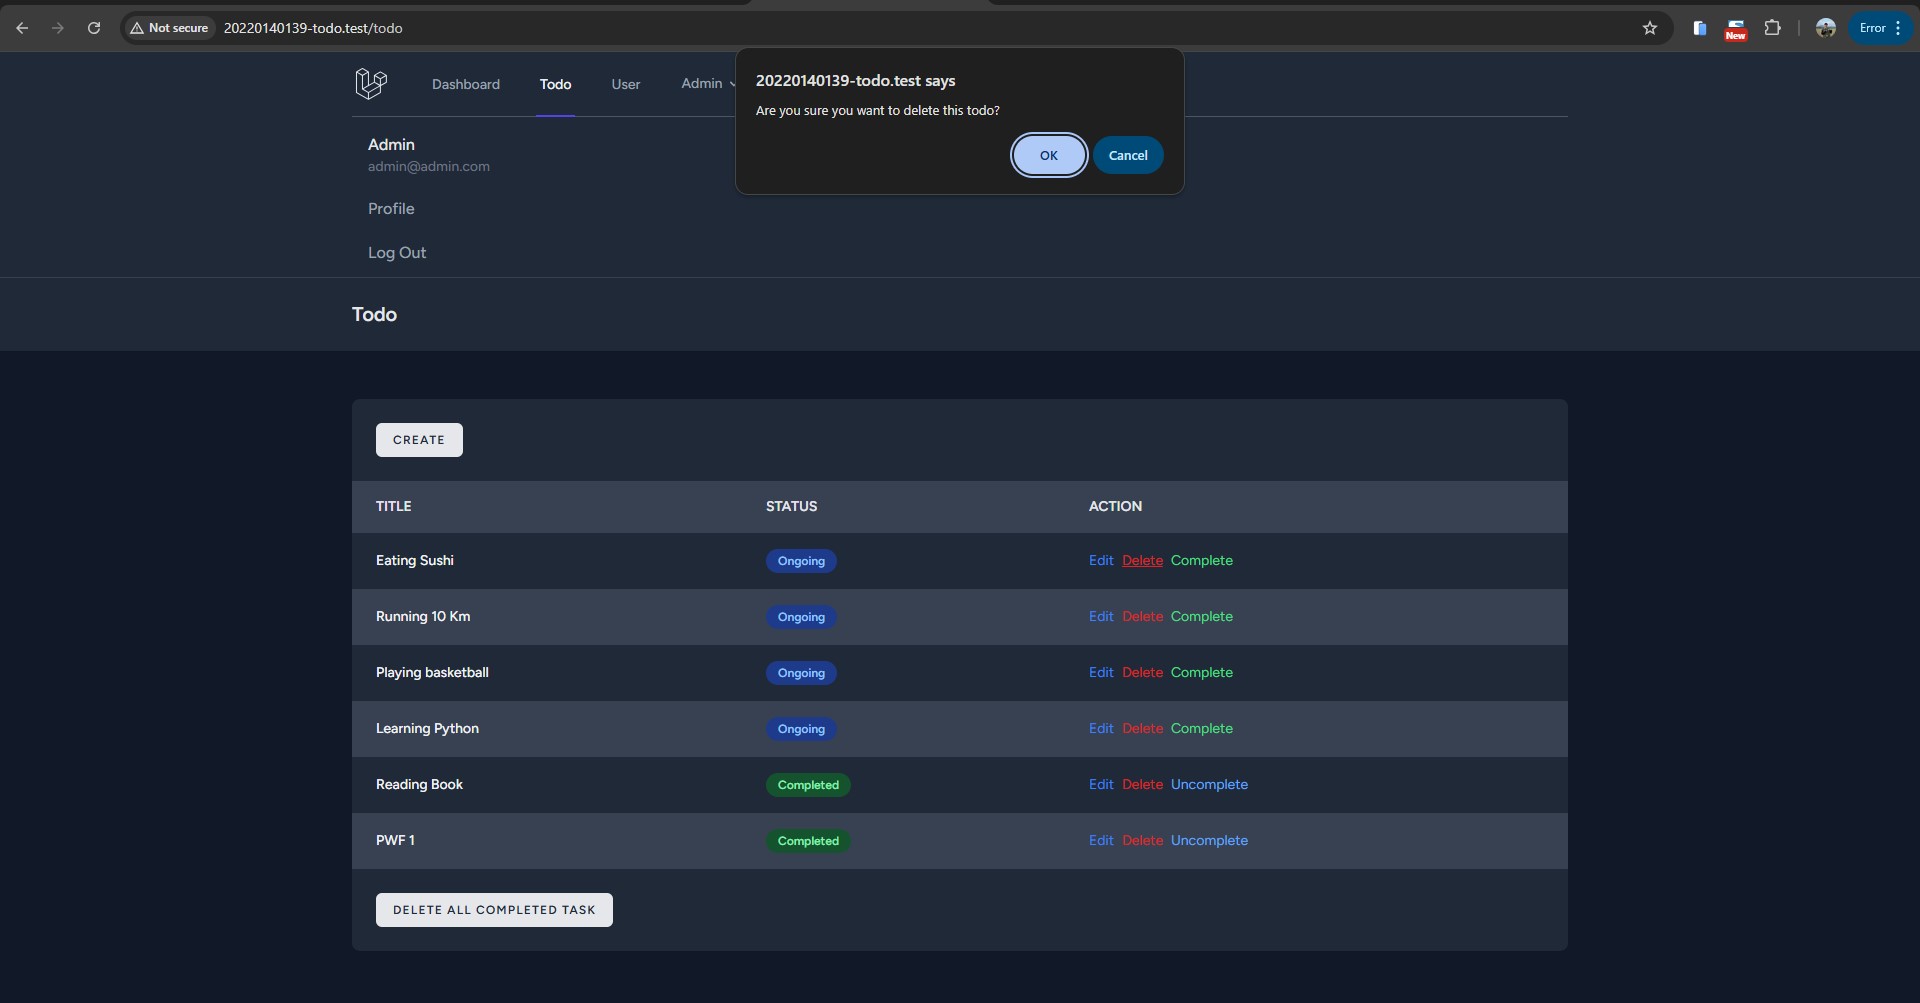 Not secure 20220140139-todo.test/todo New Error
20220140139-todo.test says
Are you sure you want to delete this todo?
OK Cancel
Dashboard Todo User Admin
Admin
admin@admin.com
Profile
Log Out
Todo
CREATE
TITLE STATUS ACTION
Eating Sushi Ongoing Edit Delete Complete
Running 10 Km Ongoing Edit Delete Complete
Playing basketball Ongoing Edit Delete Complete
Learning Python Ongoing Edit Delete Complete
Reading Book Completed Edit Delete Uncomplete
PWF 1 Completed Edit Delete Uncomplete
DELETE ALL COMPLETED TASK